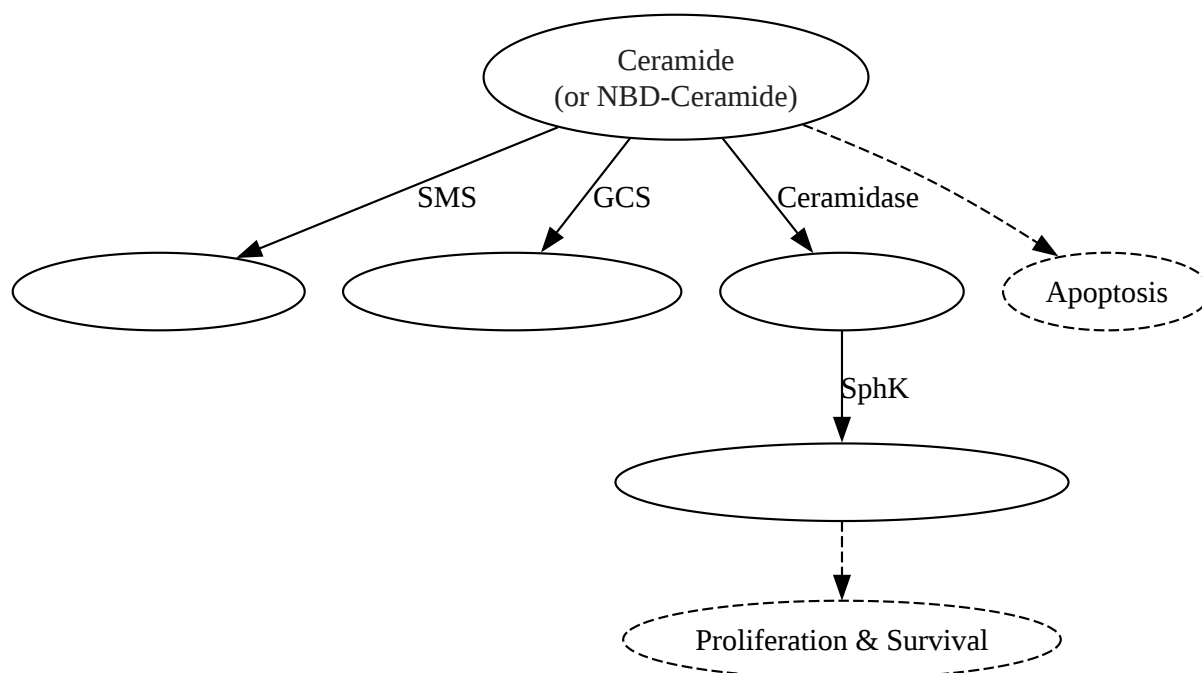 Ceramide
(or NBD-Ceramide)
SMS
GCS
Ceramidase
Apoptosis
SphK
Proliferation & Survival